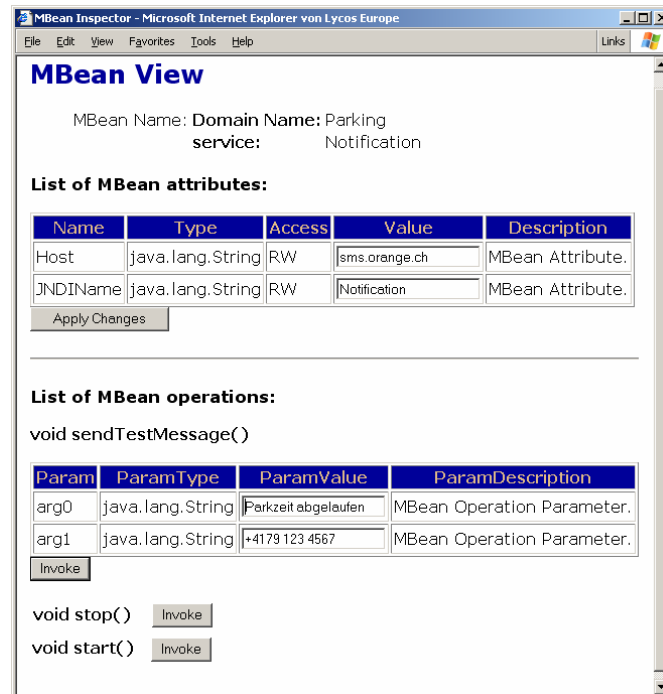 MBean Inspector - Microsoft Internet Explorer von Lycos Europe
File Edit View Favorites Tools Help Links
MBean View
MBean Name: Domain Name: Parking
service: Notification
List of MBean attributes:
Name Type Access Value Description
Host java.lang.String RW sms.orange.ch MBean Attribute.
JNDIName java.lang.String RW Notification MBean Attribute.
Apply Changes
List of MBean operations:
void sendTestMessage()
Param ParamType ParamValue ParamDescription
arg0 java.lang.String Parkzeit abgelaufen MBean Operation Parameter.
arg1 java.lang.String +4179 123 4567 MBean Operation Parameter.
Invoke
void stop() Invoke
void start() Invoke